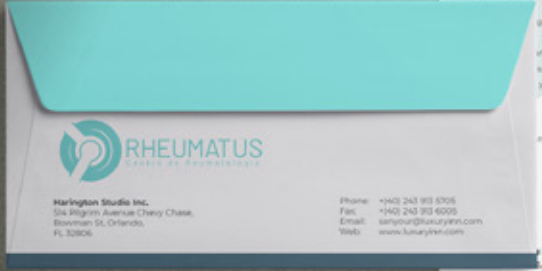 RHEUMATUS
Centro de Reumatología
Harington Studio Inc.
514 Pilgrim Avenue Chevy Chase,
Bowman St, Orlando,
FL 32806
Phone: +(40) 243 913 5705
Fax: +(40) 243 913 6005
Email: sanyour@luxuryinn.com
Web: www.luxuryinn.com